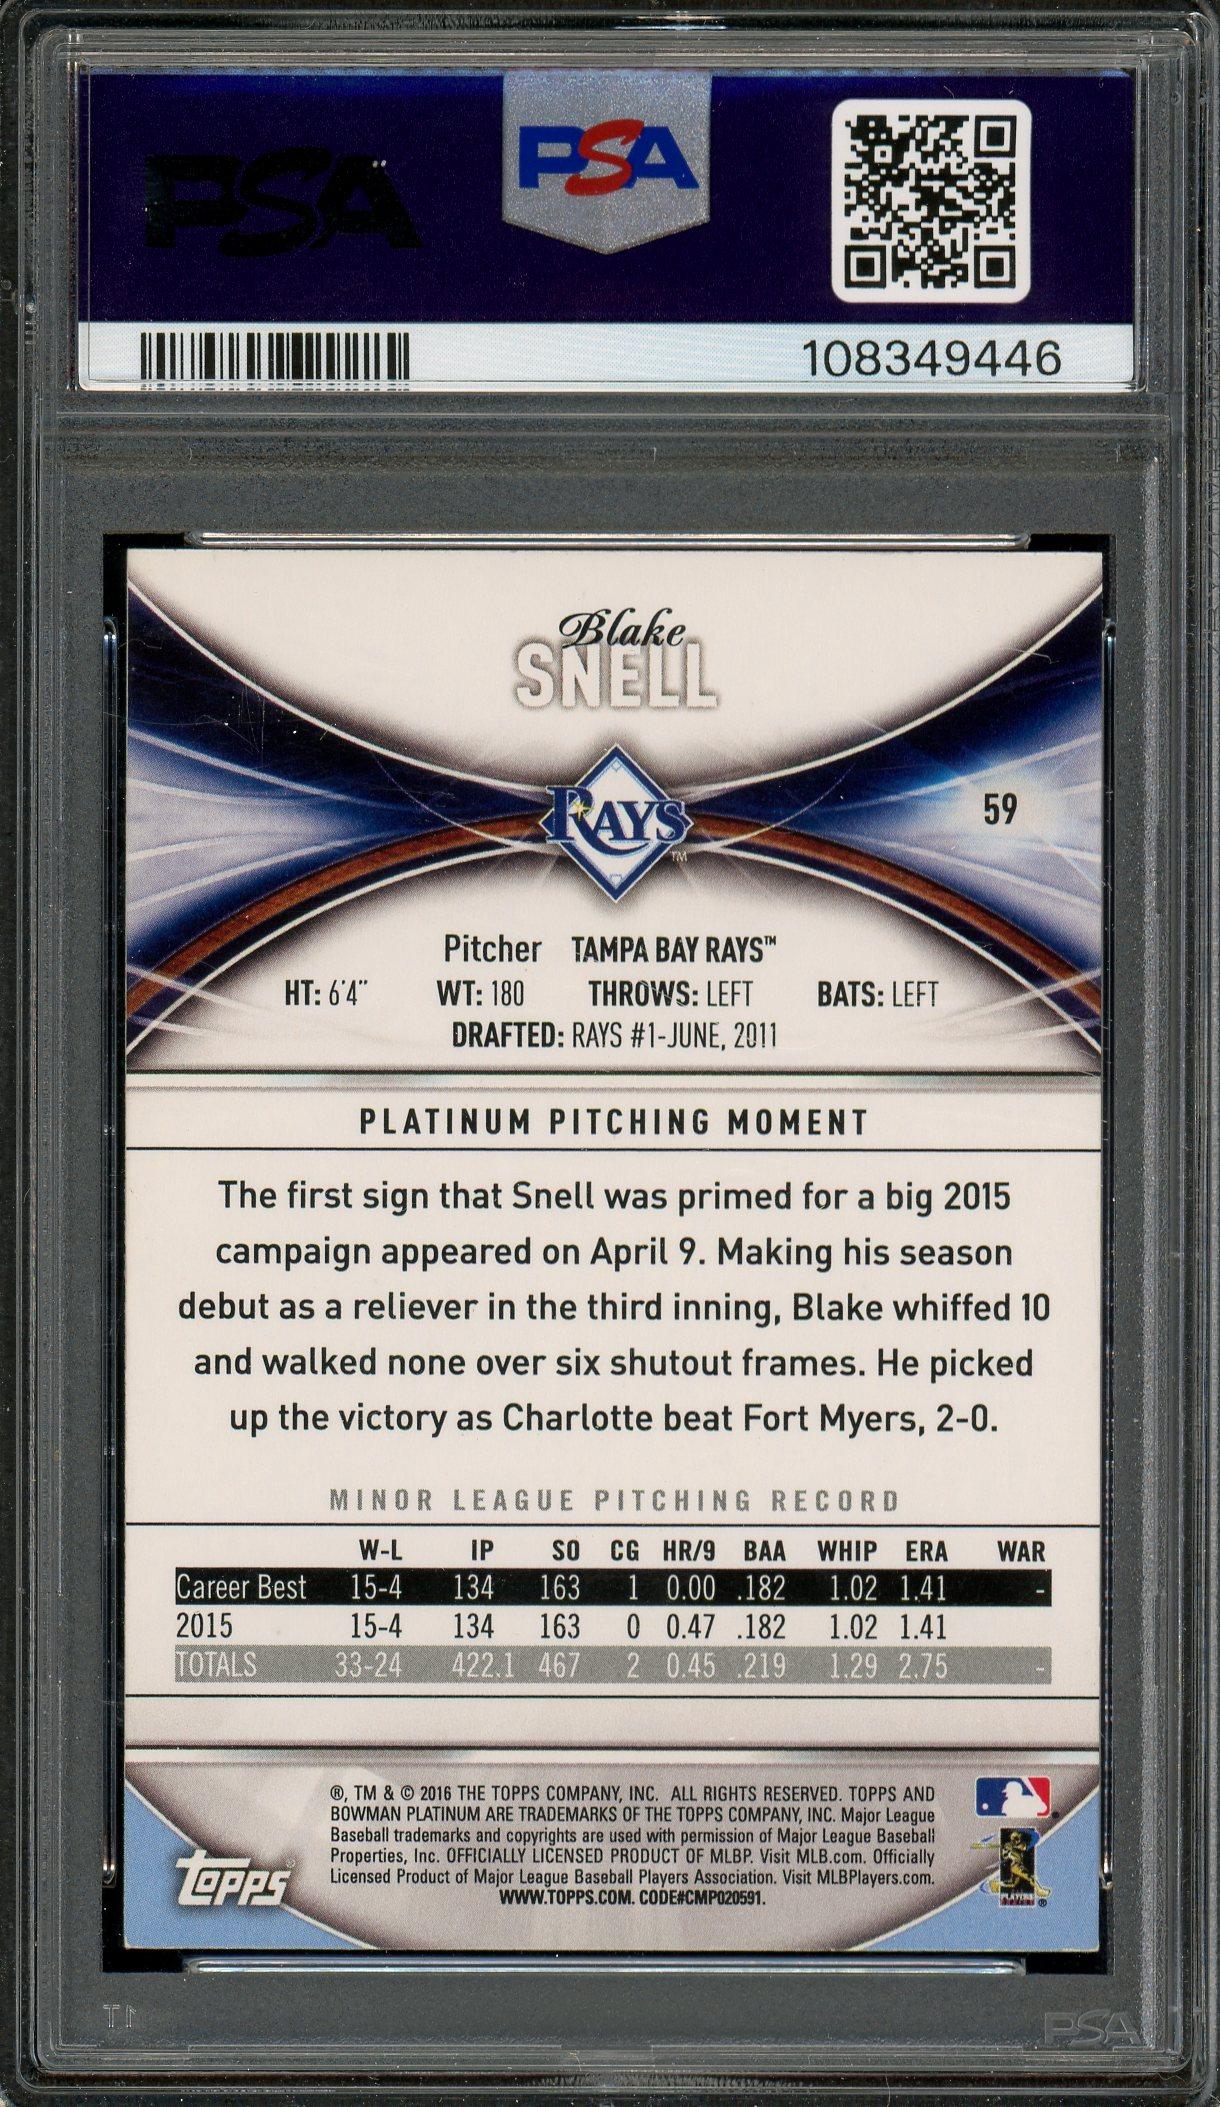 PSA
PSA
108349446
Blake
SNELL
RAYS
TM
59
Pitcher TAMPA BAY RAYS™
HT: 6'4" WT: 180 THROWS: LEFT BATS: LEFT
DRAFTED: RAYS #1-JUNE, 2011
PLATINUM PITCHING MOMENT
The first sign that Snell was primed for a big 2015
campaign appeared on April 9. Making his season
debut as a reliever in the third inning, Blake whiffed 10
and walked none over six shutout frames. He picked
up the victory as Charlotte beat Fort Myers, 2-0.
MINOR LEAGUE PITCHING RECORD
W-L IP SO CG HR/9 BAA WHIP ERA WAR
Career Best 15-4 134 163 1 0.00 .182 1.02 1.41 -
2015 15-4 134 163 0 0.47 .182 1.02 1.41
TOTALS 33-24 422.1 467 2 0.45 .219 1.29 2.75 -
®, TM & © 2016 THE TOPPS COMPANY, INC. ALL RIGHTS RESERVED. TOPPS AND
BOWMAN PLATINUM ARE TRADEMARKS OF THE TOPPS COMPANY, INC. Major League
Baseball trademarks and copyrights are used with permission of Major League Baseball
Properties, Inc. OFFICIALLY LICENSED PRODUCT OF MLBP. Visit MLB.com. Officially
Licensed Product of Major League Baseball Players Association. Visit MLBPlayers.com.
WWW.TOPPS.COM. CODE#CMP020591.
TOPPS
PSA